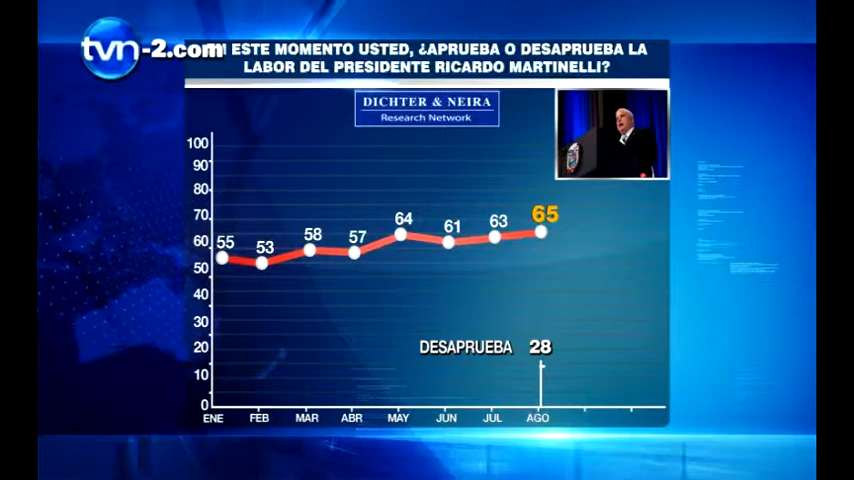 tvn-2.com
ESTE MOMENTO USTED, ¿APRUEBA O DESAPRUEBA LA
LABOR DEL PRESIDENTE RICARDO MARTINELLI?
DICHTER & NEIRA
Research Network
100
90
80
70
60
50
40
30
20
10
0
55
53
58
57
64
61
63
65
DESAPRUEBA 28
ENE FEB MAR ABR MAY JUN JUL AGO